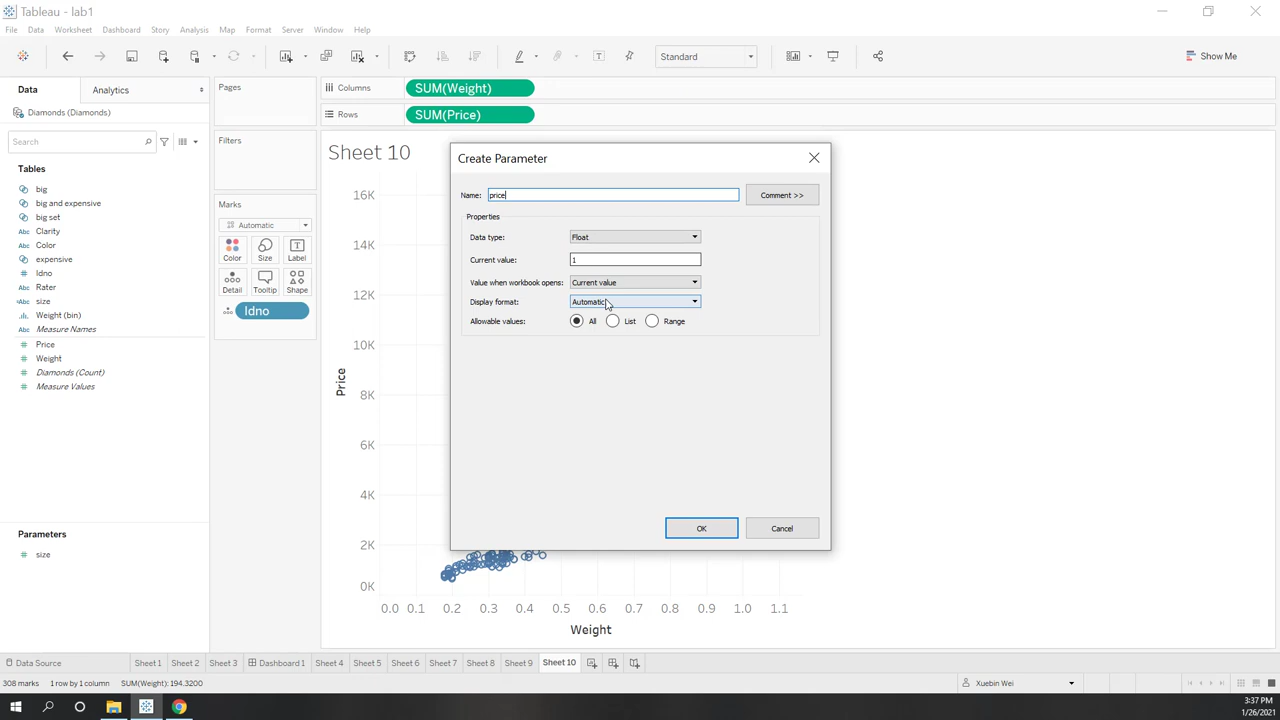 Tableau - lab1
File Data Worksheet Dashboard Story Analysis Map Format Server Window Help
Standard
Show Me
Data Analytics
Pages
Columns SUM(Weight)
Diamonds (Diamonds)
Rows SUM(Price)
Search
Filters
Sheet 10
Create Parameter
Tables
big
big and expensive
big set
Clarity
Color
expensive
Idno
Rater
size
Weight (bin)
Measure Names
Price
Weight
Diamonds (Count)
Measure Values
Marks
Automatic
Color Size Label
Detail Tooltip Shape
Idno
Name: price Comment >>
Properties
Data type: Float
Current value: 1
Value when workbook opens: Current value
Display format: Automatic
Allowable values: All List Range
OK Cancel
Price
16K
14K
12K
10K
8K
6K
4K
2K
0K
0.0 0.1 0.2 0.3 0.4 0.5 0.6 0.7 0.8 0.9 1.0 1.1
Weight
Parameters
size
Data Source Sheet 1 Sheet 2 Sheet 3 Dashboard 1 Sheet 4 Sheet 5 Sheet 6 Sheet 7 Sheet 8 Sheet 9 Sheet 10
308 marks 1 row by 1 column SUM(Weight): 194.3200 Xuebin Wei
3:37 PM
1/26/2021